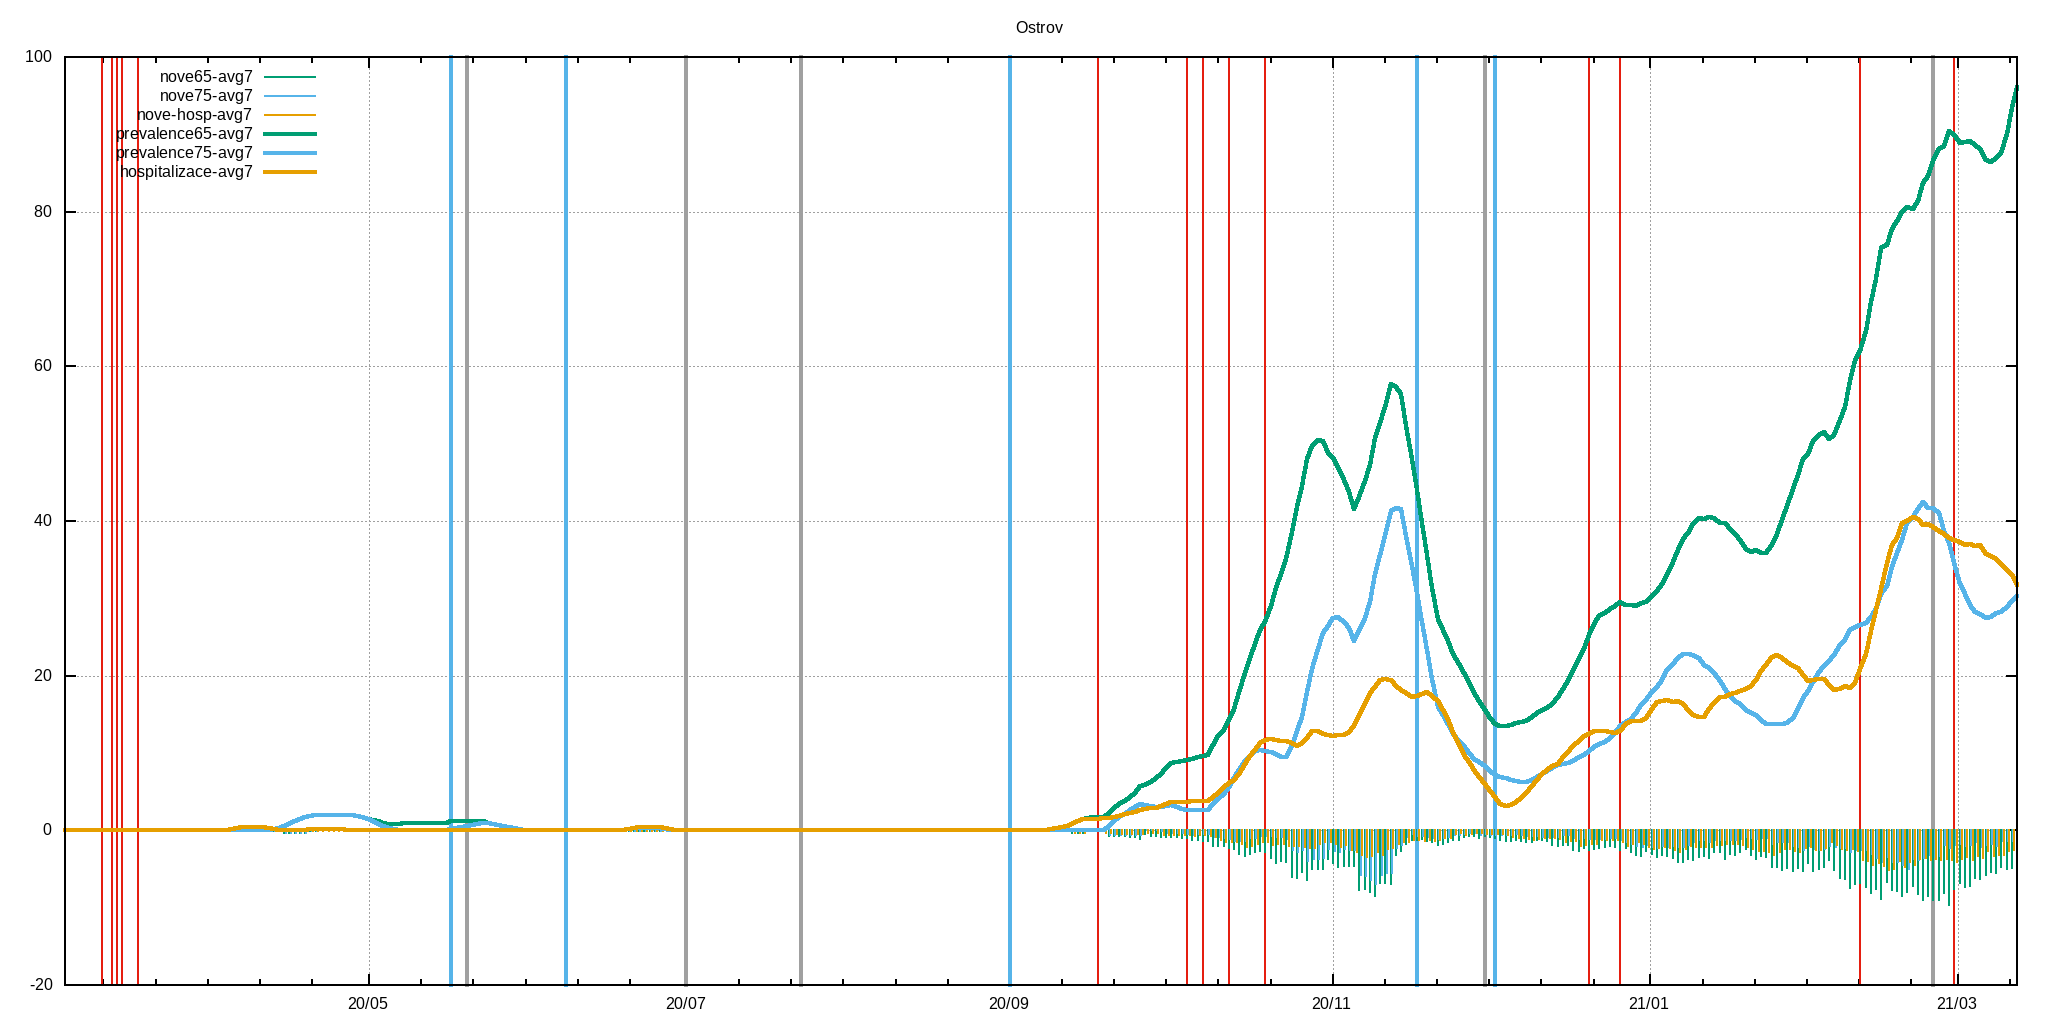 Ostrov
100
nove65-avg7
nove75-avg7
nove-hosp-avg7
prevalence65-avg7
prevalence75-avg7
hospitalizace-avg7
80
60
40
20
0
-20
20/05 20/07 20/09 20/11 21/01 21/03